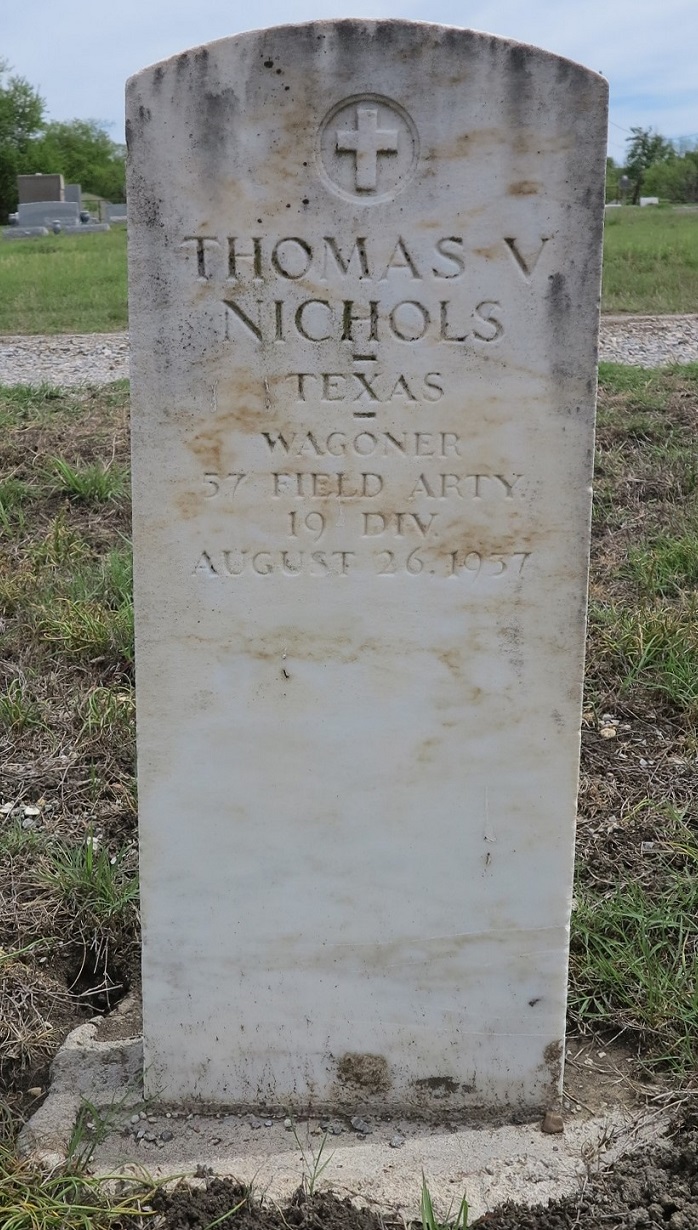 THOMAS V
NICHOLS
TEXAS
WAGONER
57 FIELD ARTY.
19 DIV.
AUGUST 26. 1937